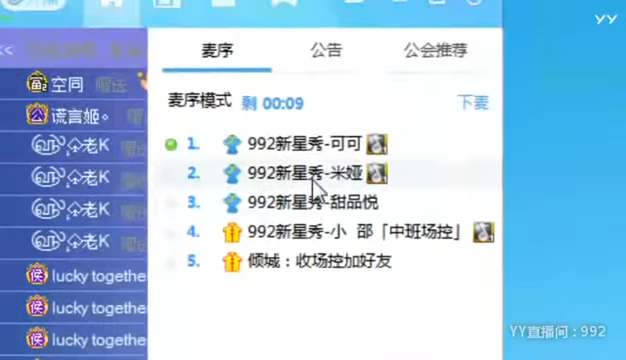 YY
麦序 公告 公会推荐
麦序模式 剩 00:09 下麦
空同
谎言姬。
1. 992新星秀-可可
老K
2. 992新星秀-米娅
老K
3. 992新星秀-甜品悦
老K
4. 992新星秀-小 邵「中班场控」
老K
5. 倾城：收场控加好友
lucky together
lucky together
lucky together
YY直播间：992